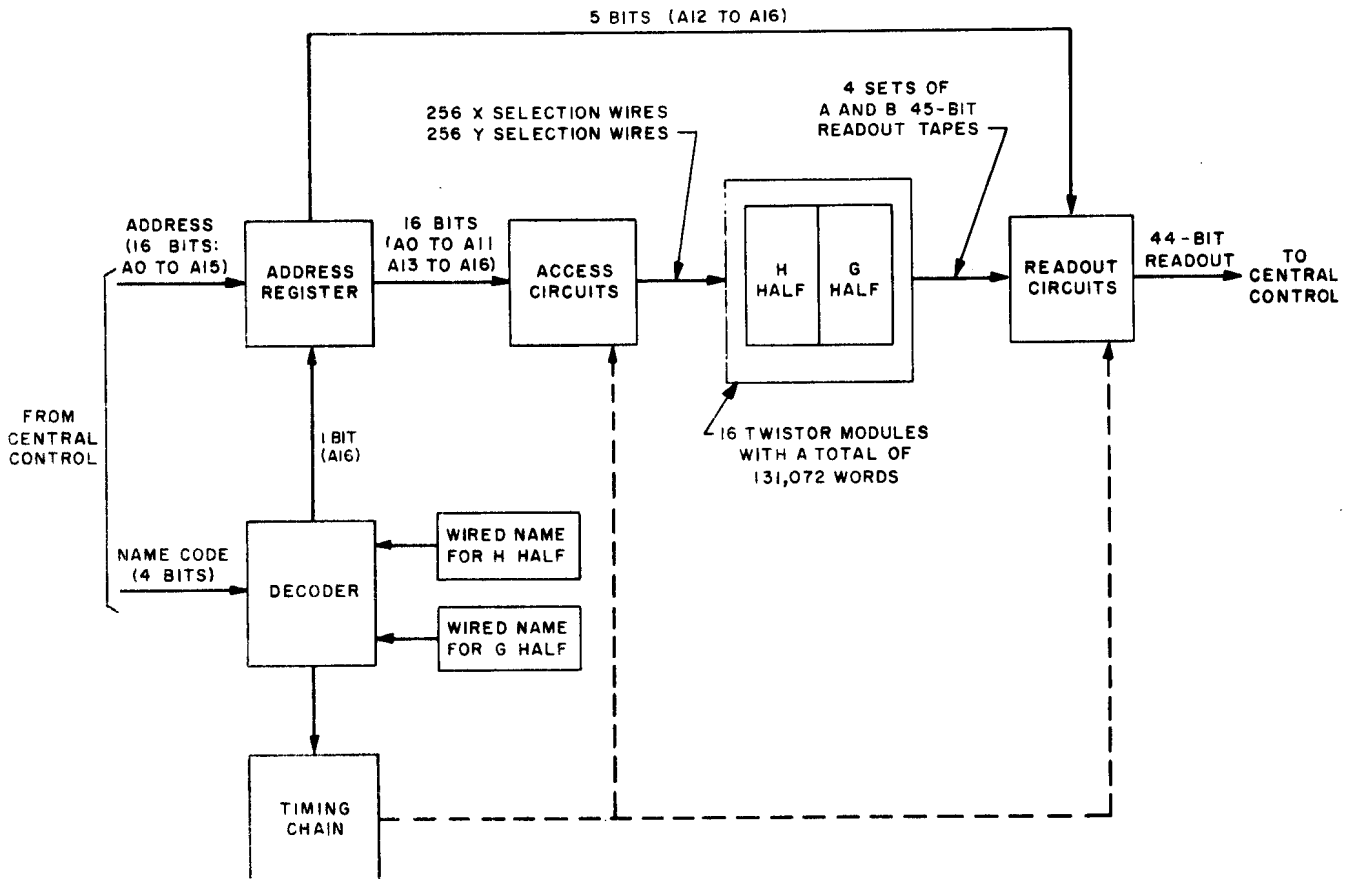 5 BITS (A12 TO A16)
256 X SELECTION WIRES
256 Y SELECTION WIRES
4 SETS OF
A AND B 45-BIT
READOUT TAPES
ADDRESS
(16 BITS:
A0 TO A15)
ADDRESS
REGISTER
16 BITS
(A0 TO A11
A13 TO A16)
ACCESS
CIRCUITS
H
HALF
G
HALF
READOUT
CIRCUITS
44-BIT
READOUT
TO
CENTRAL
CONTROL
FROM
CENTRAL
CONTROL
1 BIT
(A16)
16 TWISTOR MODULES
WITH A TOTAL OF
131,072 WORDS
NAME CODE
(4 BITS)
DECODER
WIRED NAME
FOR H HALF
WIRED NAME
FOR G HALF
TIMING
CHAIN